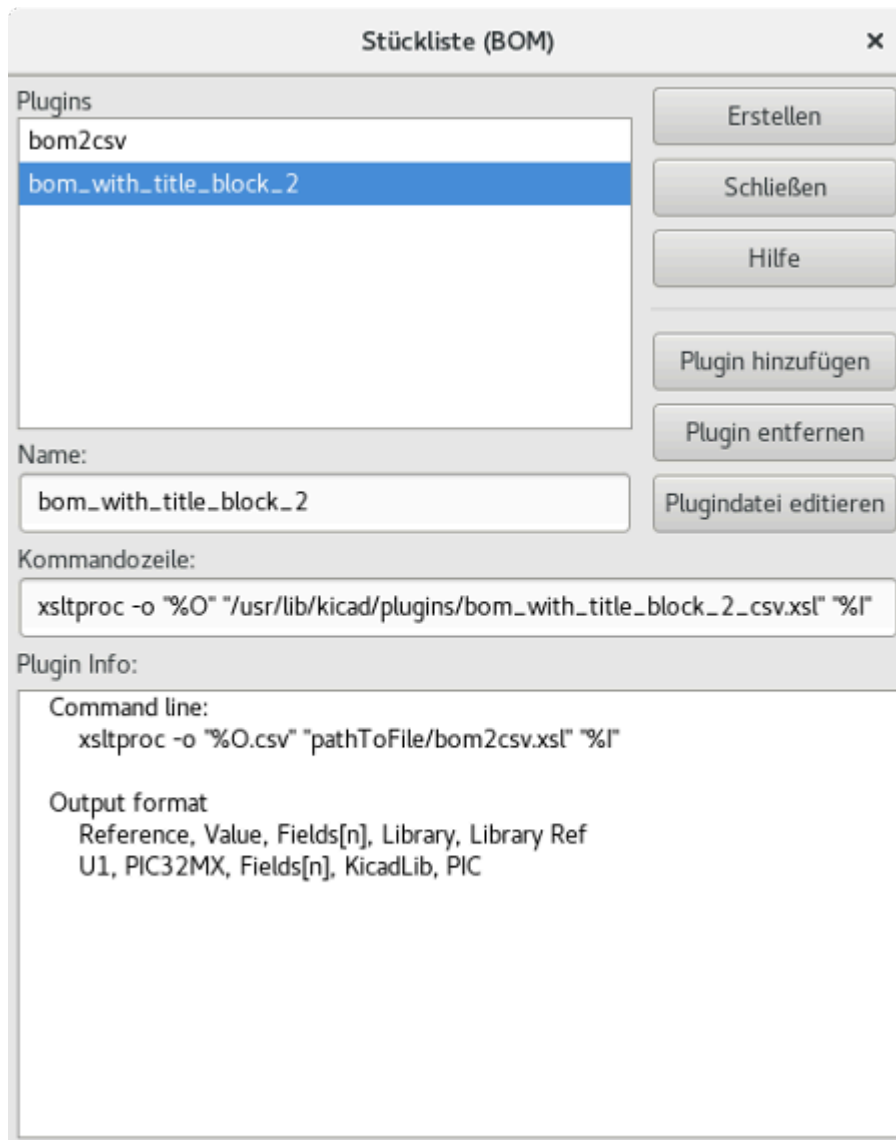 Stückliste (BOM)
Plugins
bom2csv
bom_with_title_block_2
Erstellen
Schließen
Hilfe
Plugin hinzufügen
Plugin entfernen
Plugindatei editieren
Name:
bom_with_title_block_2
Kommandozeile:
xsltproc -o "%O" "/usr/lib/kicad/plugins/bom_with_title_block_2_csv.xsl" "%I"
Plugin Info:
Command line:
xsltproc -o "%O.csv" "pathToFile/bom2csv.xsl" "%I"
Output format
Reference, Value, Fields[n], Library, Library Ref
U1, PIC32MX, Fields[n], KicadLib, PIC